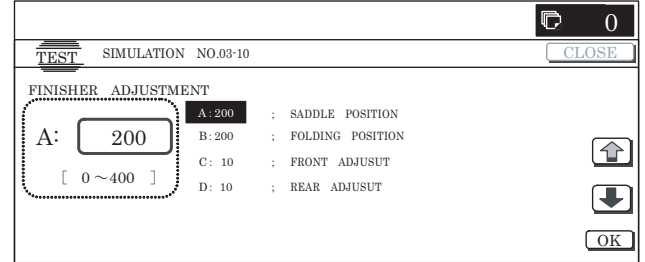 0
TEST SIMULATION NO.03-10 CLOSE
FINISHER ADJUSTMENT
A: 200
[ 0～400 ]
A:200 ; SADDLE POSITION
B:200 ; FOLDING POSITION
C: 10 ; FRONT ADJUSUT
D: 10 ; REAR ADJUSUT
OK